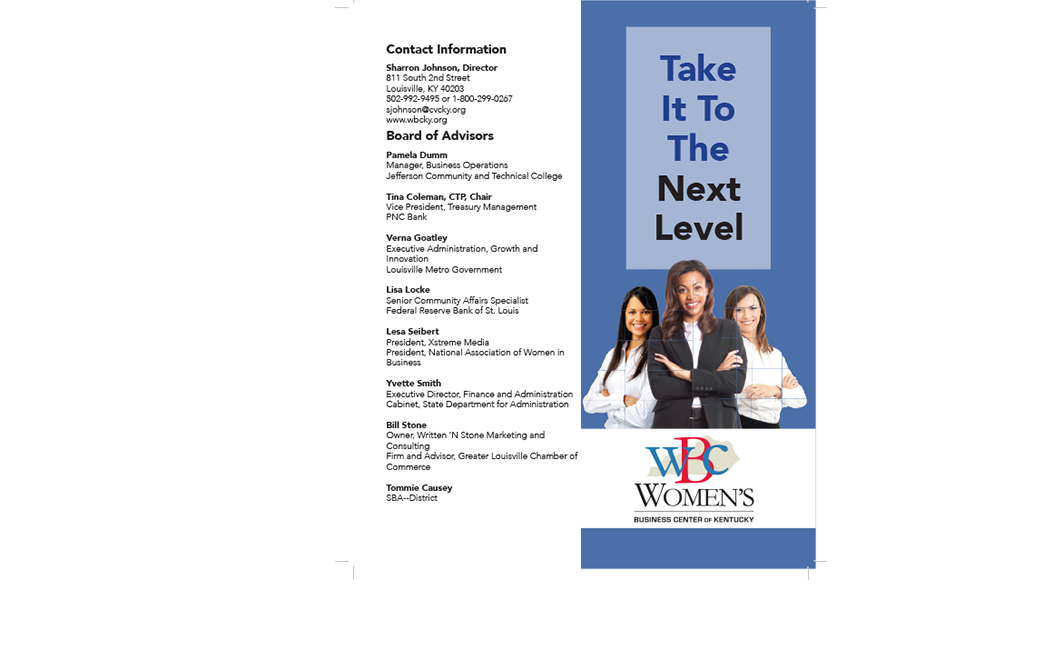 Contact Information
Sharron Johnson, Director
811 South 2nd Street
Louisville, KY 40203
502-992-9495 or 1-800-299-0267
sjohnson@cvcky.org
www.wbcky.org
Board of Advisors
Pamela Dumm
Manager, Business Operations
Jefferson Community and Technical College
Tina Coleman, CTP, Chair
Vice President, Treasury Management
PNC Bank
Verna Goatley
Executive Administration, Growth and
Innovation
Louisville Metro Government
Lisa Locke
Senior Community Affairs Specialist
Federal Reserve Bank of St. Louis
Lesa Seibert
President, Xstreme Media
President, National Association of Women in
Business
Yvette Smith
Executive Director, Finance and Administration
Cabinet, State Department for Administration
Bill Stone
Owner, Written ‘N Stone Marketing and
Consulting
Firm and Advisor, Greater Louisville Chamber of
Commerce
Tommie Causey
SBA--District
Take
It To
The
Next
Level
WBC
WOMEN'S
BUSINESS CENTER OF KENTUCKY